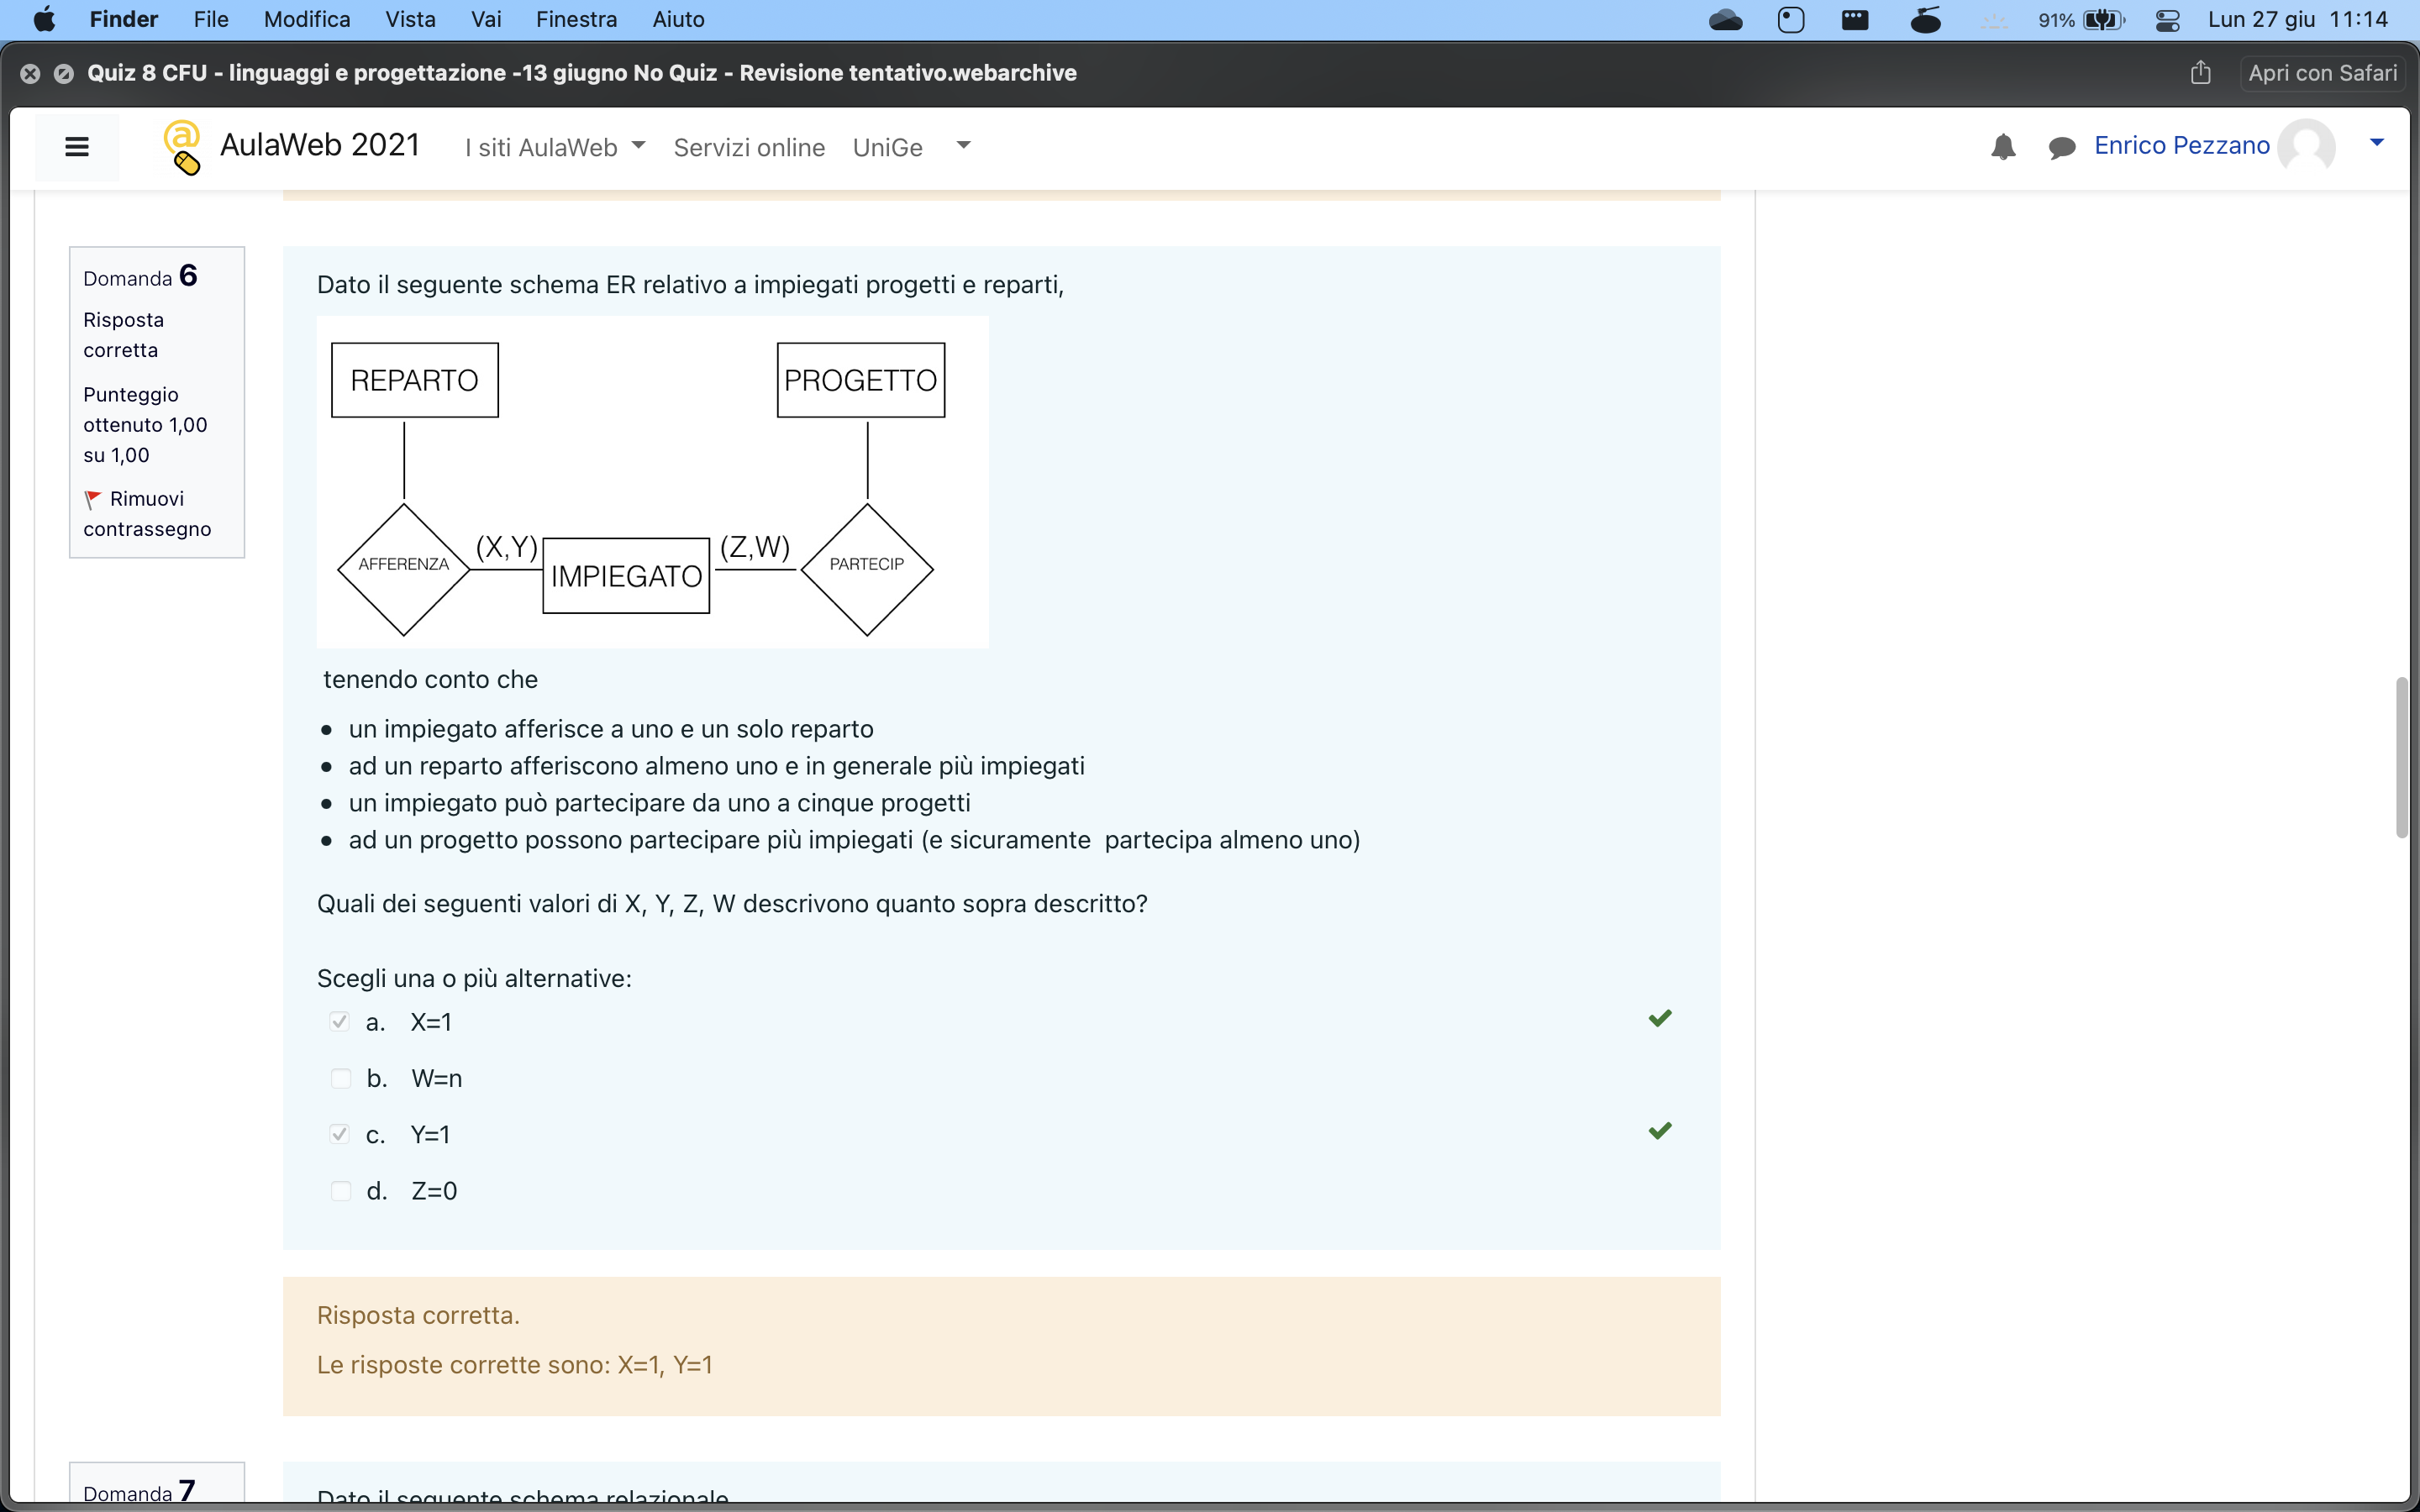 Finder File Modifica Vista Vai Finestra Aiuto 91% Lun 27 giu 11:14
Quiz 8 CFU - linguaggi e progettazione -13 giugno No Quiz - Revisione tentativo.webarchive Apri con Safari
AulaWeb 2021 I siti AulaWeb Servizi online UniGe Enrico Pezzano
Domanda 6
Risposta
corretta
Punteggio
ottenuto 1,00
su 1,00
Rimuovi
contrassegno
Dato il seguente schema ER relativo a impiegati progetti e reparti,
REPARTO PROGETTO
(X,Y) (Z,W)
AFFERENZA IMPIEGATO PARTECIP
tenendo conto che
• un impiegato afferisce a uno e un solo reparto
• ad un reparto afferiscono almeno uno e in generale più impiegati
• un impiegato può partecipare da uno a cinque progetti
• ad un progetto possono partecipare più impiegati (e sicuramente partecipa almeno uno)
Quali dei seguenti valori di X, Y, Z, W descrivono quanto sopra descritto?
Scegli una o più alternative:
a. X=1
b. W=n
c. Y=1
d. Z=0
Risposta corretta.
Le risposte corrette sono: X=1, Y=1
Domanda 7
Dato il seguente schema relazionale